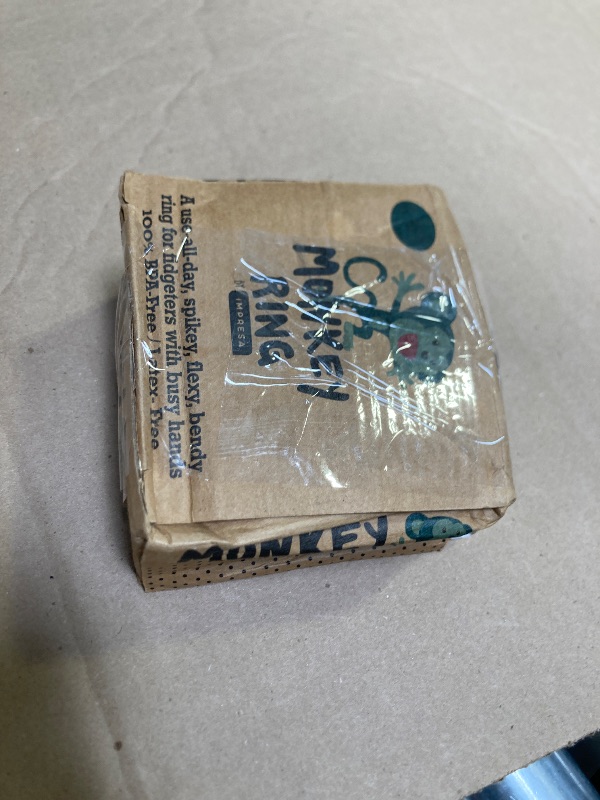 MONKEY
RING
BY IMPRESA
A use-all-day, spikey, flexy, bendy
ring for fidgeters with busy hands
100% BPA-Free / Latex-Free
MONKEY